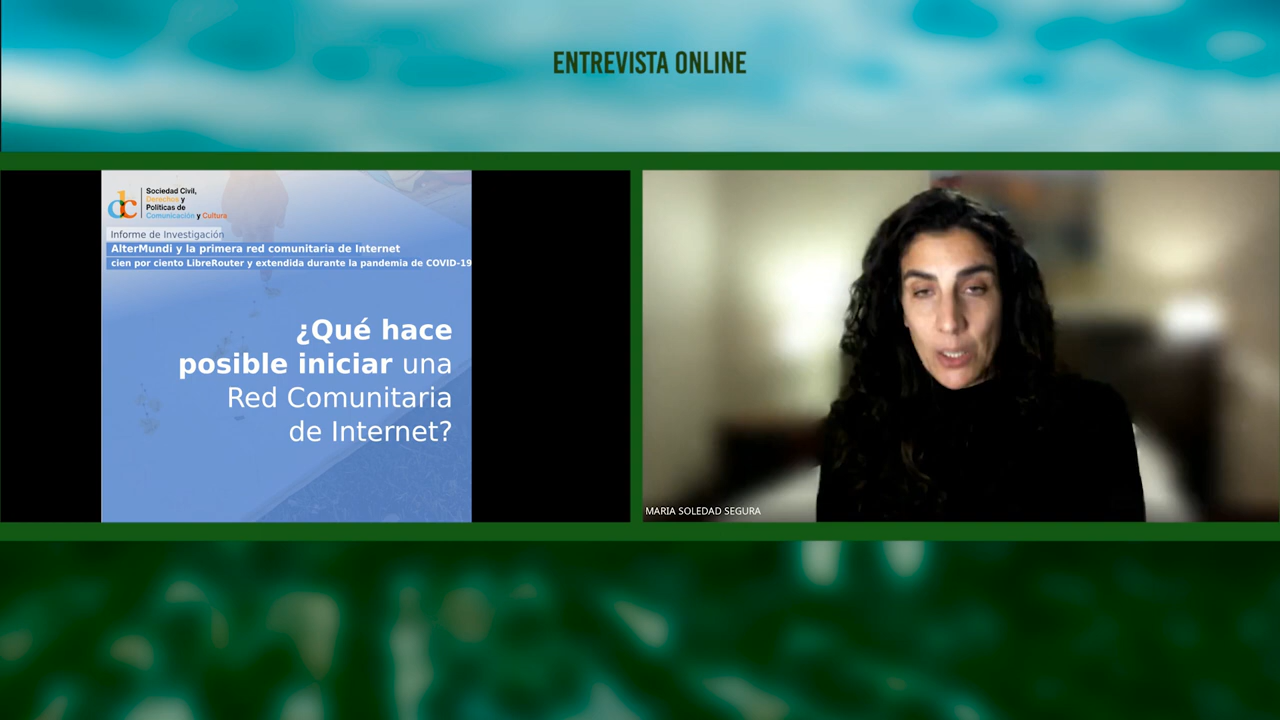 ENTREVISTA ONLINE
Sociedad Civil,
Derechos y
Políticas de
Comunicación y Cultura
Informe de Investigación
AlterMundi y la primera red comunitaria de Internet
cien por ciento LibreRouter y extendida durante la pandemia de COVID-19
¿Qué hace
posible iniciar una
Red Comunitaria
de Internet?
MARIA SOLEDAD SEGURA